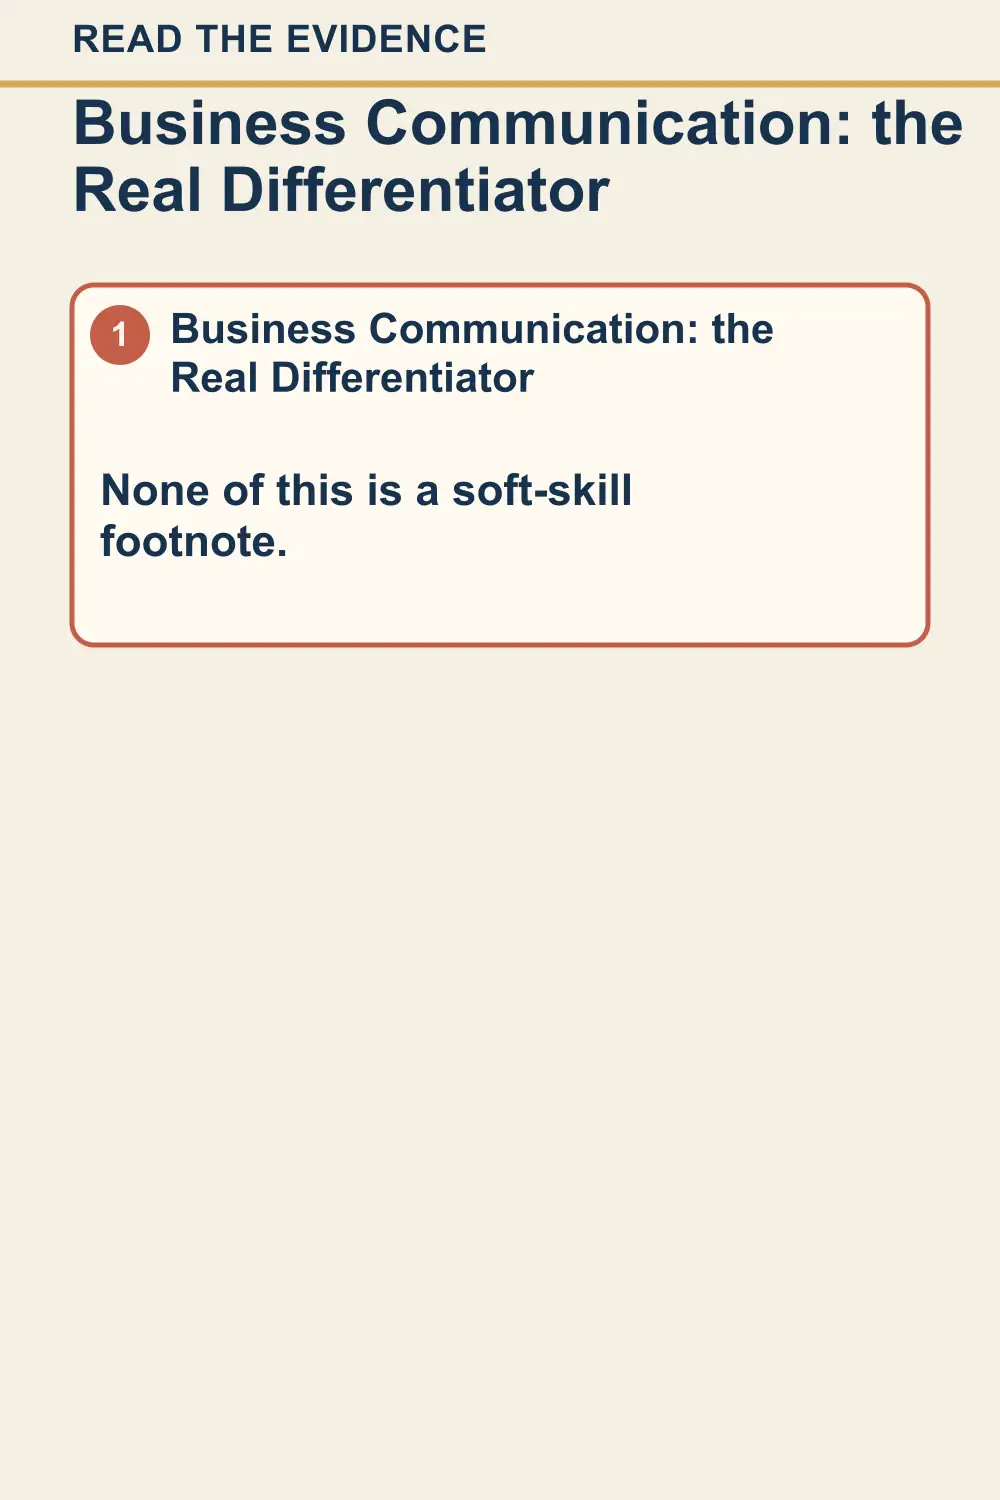 READ THE EVIDENCE
Business Communication: the
Real Differentiator
1
Business Communication: the
Real Differentiator
None of this is a soft-skill
footnote.